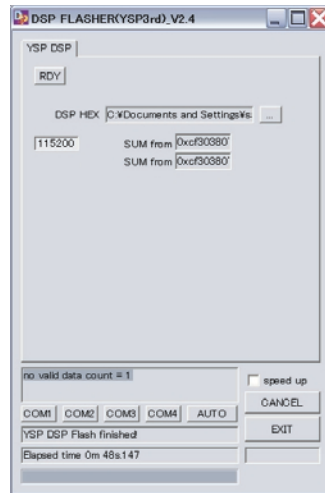 DSP FLASHER(YSP3rd)_V2.4
YSP DSP
RDY
DSP HEX C:¥Documents and Settings¥s ...
115200 SUM from 0xcf30380
SUM from 0xcf30380
no valid data count = 1
speed up
CANCEL
COM1 COM2 COM3 COM4 AUTO
YSP DSP Flash finished!
EXIT
Elapsed time 0m 48s.147